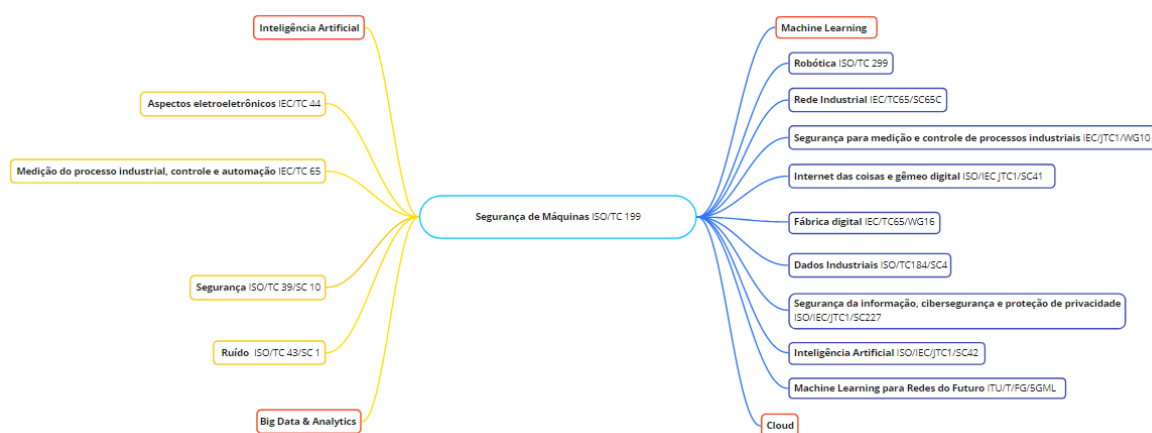 Inteligência Artificial
Aspectos eletroeletrônicos IEC/TC 44
Medição do processo industrial, controle e automação IEC/TC 65
Segurança ISO/TC 39/SC 10
Ruído ISO/TC 43/SC 1
Big Data & Analytics
Segurança de Máquinas ISO/TC 199
Machine Learning
Robótica ISO/TC 299
Rede Industrial IEC/TC65/SC65C
Segurança para medição e controle de processos industriais IEC/JTC1/WG10
Internet das coisas e gêmeo digital ISO/IEC JTC1/SC41
Fábrica digital IEC/TC65/WG16
Dados Industriais ISO/TC184/SC4
Segurança da informação, cibersegurança e proteção de privacidade
ISO/IEC/JTC1/SC227
Inteligência Artificial ISO/IEC/JTC1/SC42
Machine Learning para Redes do Futuro ITU/T/FG/5GML
Cloud